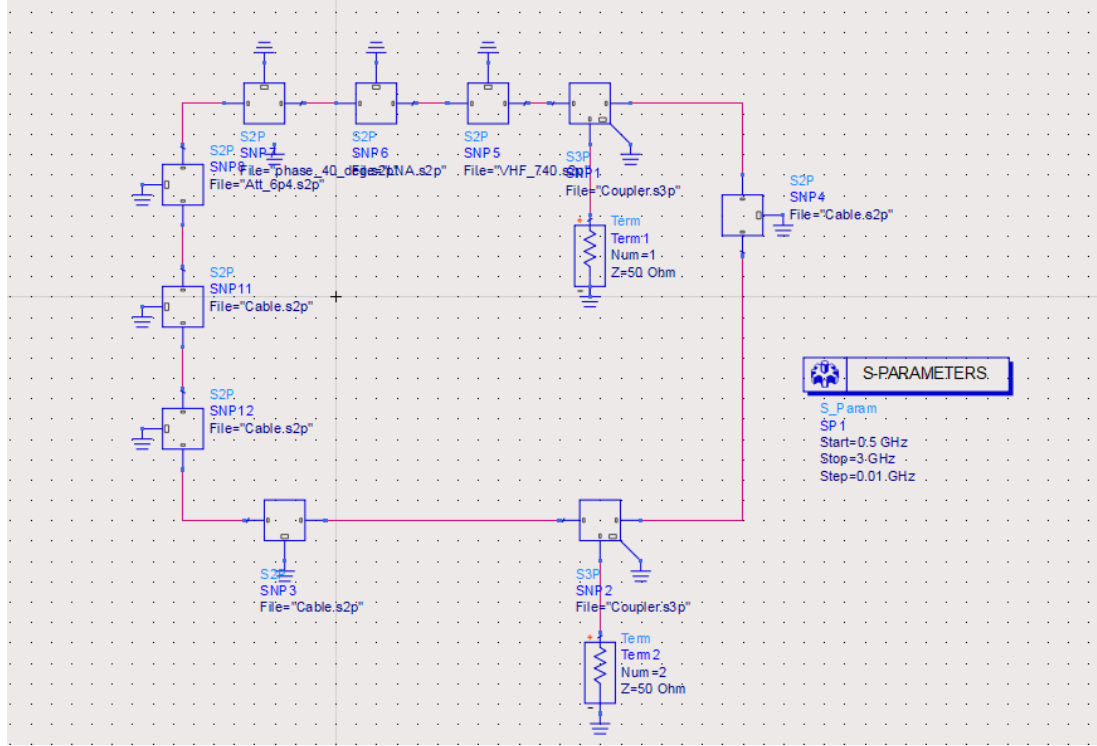 S2P
SNP7
S2P
SNP6
S2P
SNP5
File="VHF_740.s2p"
S3P
SNP1
File="Coupler.s3p"
S2P
SNP8
File="Att_6p4.s2p"
S2P
SNP4
File="Cable.s2p"
Term
Term1
Num=1
Z=50 Ohm
S2P
SNP11
File="Cable.s2p"
S-PARAMETERS
S_Param
SP1
Start=0.5 GHz
Stop=3 GHz
Step=0.01 GHz
S2P
SNP12
File="Cable.s2p"
S2P
SNP3
File="Cable.s2p"
S3P
SNP2
File="Coupler.s3p"
Term
Term2
Num=2
Z=50 Ohm